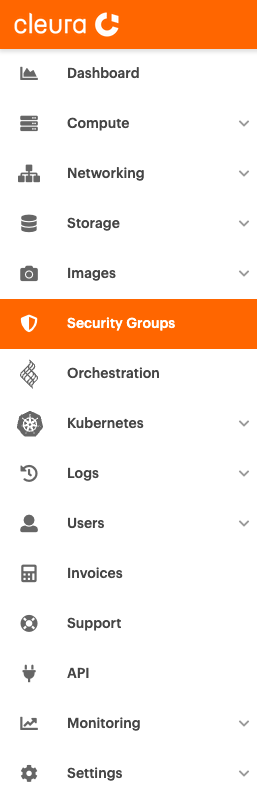 cleura
Dashboard
Compute
Networking
Storage
Images
Security Groups
Orchestration
Kubernetes
Logs
Users
Invoices
Support
API
Monitoring
Settings